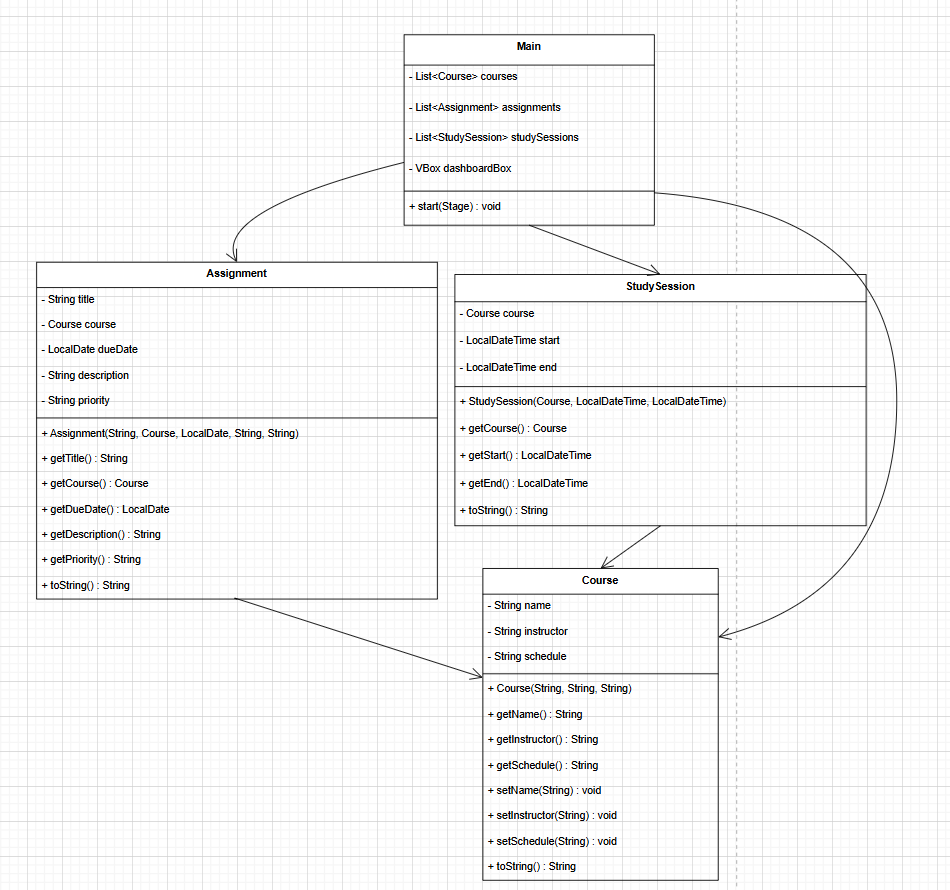 Main
- List<Course> courses
- List<Assignment> assignments
- List<StudySession> studySessions
- VBox dashboardBox
+ start(Stage) : void
Assignment
- String title
- Course course
- LocalDate dueDate
- String description
- String priority
+ Assignment(String, Course, LocalDate, String, String)
+ getTitle() : String
+ getCourse() : Course
+ getDueDate() : LocalDate
+ getDescription() : String
+ getPriority() : String
+ toString() : String
StudySession
- Course course
- LocalDateTime start
- LocalDateTime end
+ StudySession(Course, LocalDateTime, LocalDateTime)
+ getCourse() : Course
+ getStart() : LocalDateTime
+ getEnd() : LocalDateTime
+ toString() : String
Course
- String name
- String instructor
- String schedule
+ Course(String, String, String)
+ getName() : String
+ getInstructor() : String
+ getSchedule() : String
+ setName(String) : void
+ setInstructor(String) : void
+ setSchedule(String) : void
+ toString() : String